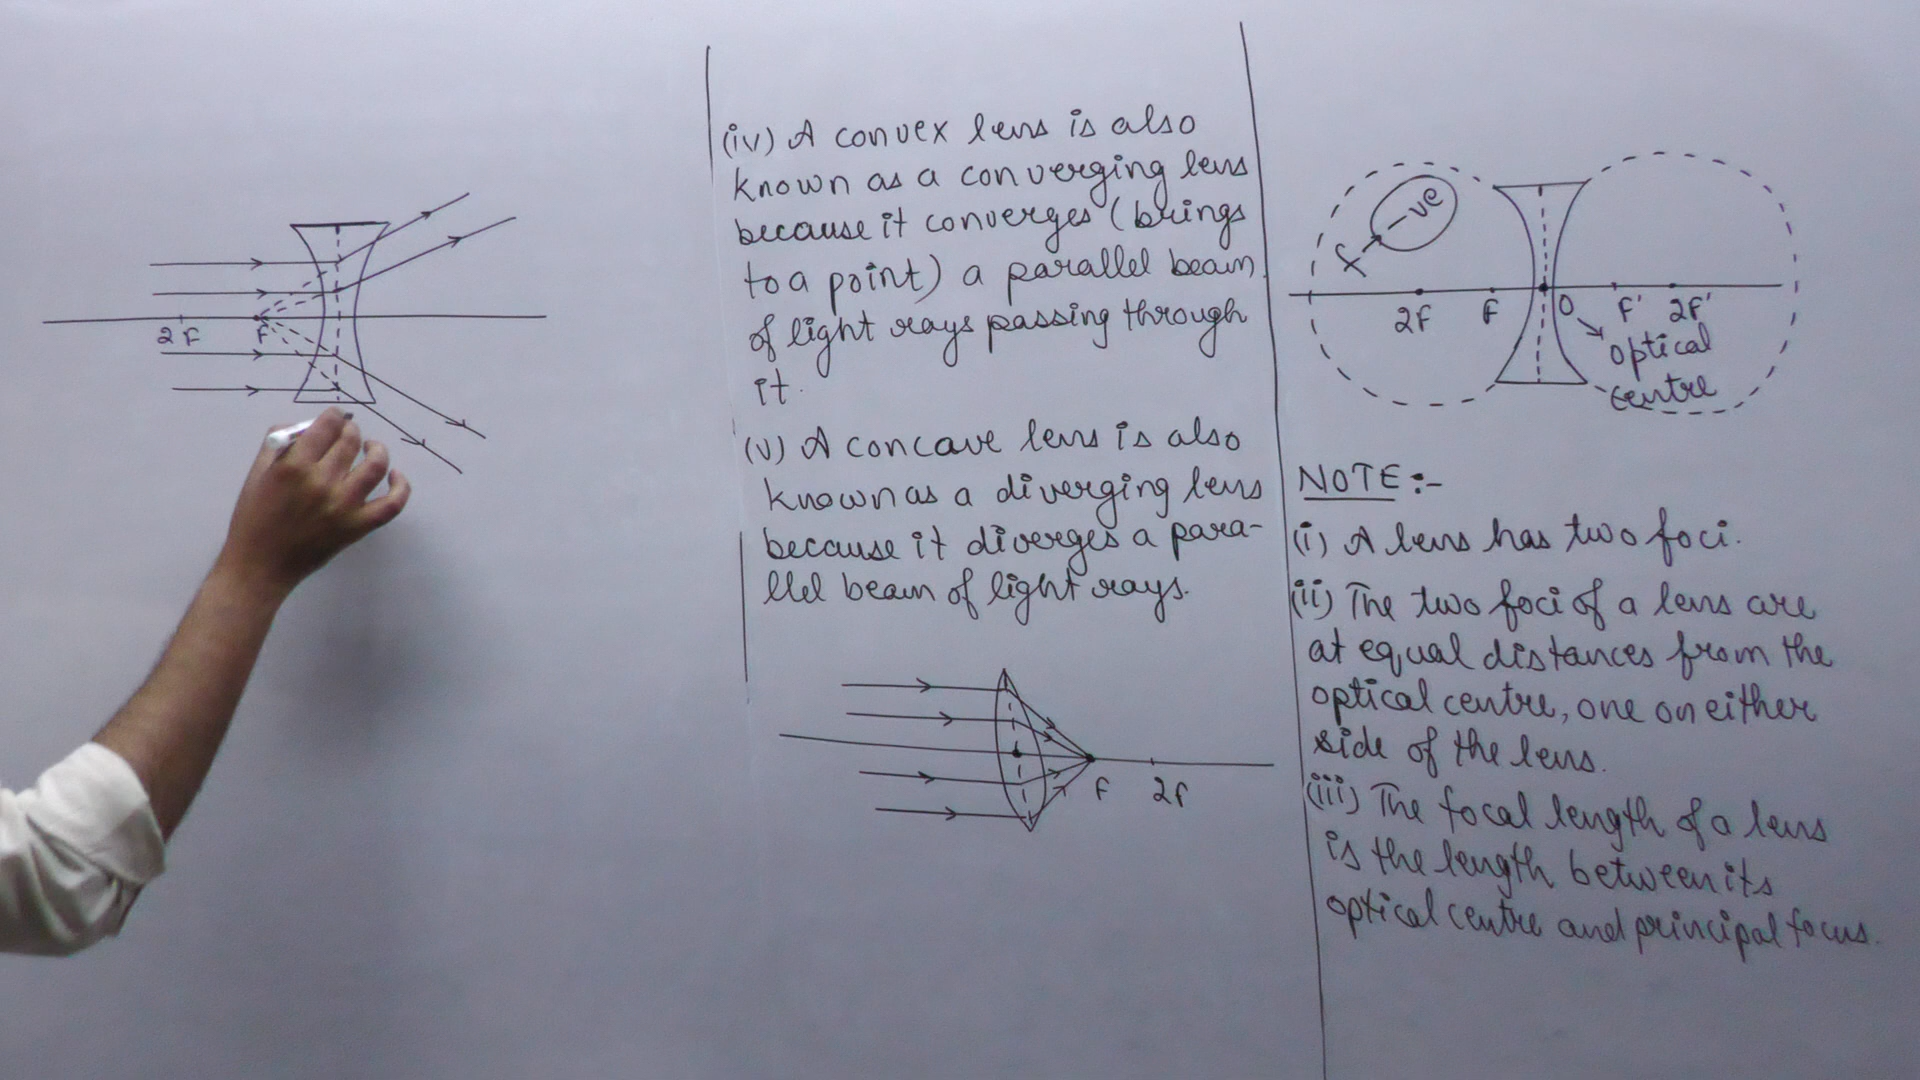 2F F
(iv) A convex lens is also
known as a converging lens
because it converges (brings
to a point) a parallel beam
of light rays passing through
it.
(v) A concave lens is also
known as a diverging lens
because it diverges a para-
llel beam of light rays.
F 2F
f → -ve
2F F O F' 2F'
optical
centre
NOTE :-
(i) A lens has two foci.
(ii) The two foci of a lens are
at equal distances from the
optical centre, one on either
side of the lens.
(iii) The focal length of a lens
is the length between its
optical centre and principal focus.